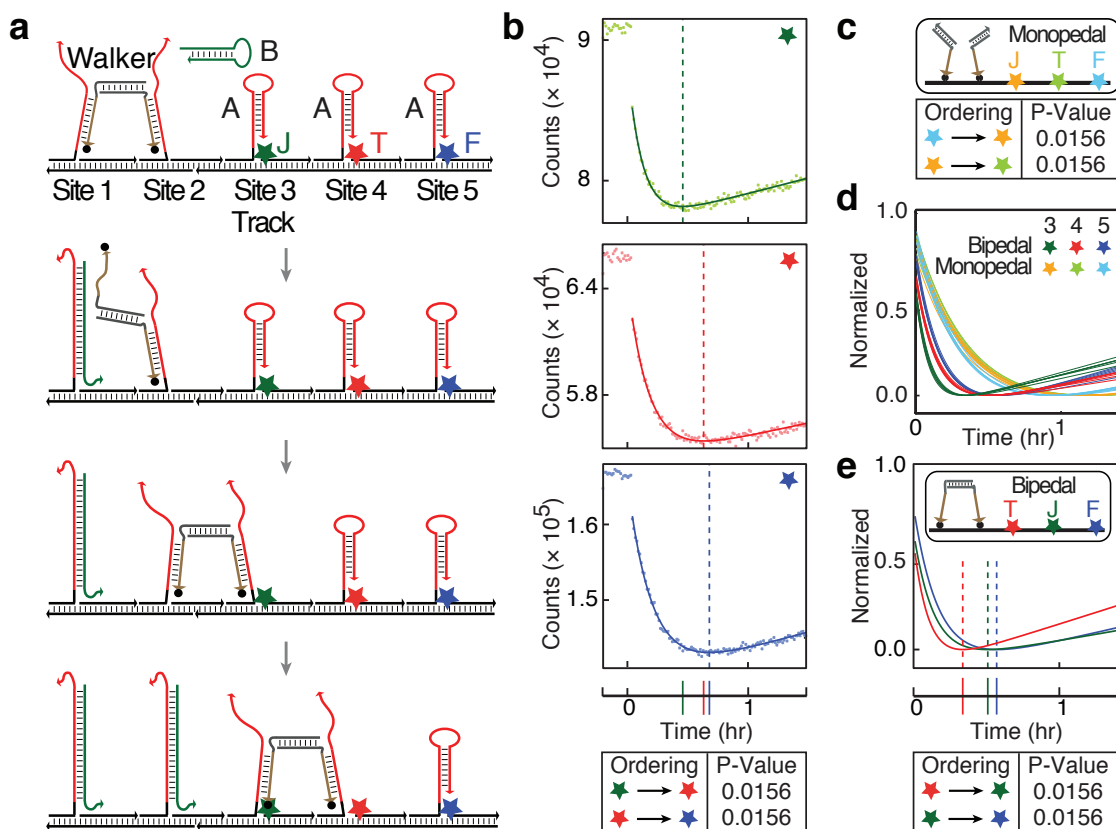 a
Walker
B
A
A
A
J
T
F
Site 1
Site 2
Site 3
Site 4
Site 5
Track
b
9
8
Counts (× 10⁴)
6.4
5.8
Counts (× 10⁴)
1.6
1.5
Counts (× 10⁵)
0
1
Time (hr)
Ordering P-Value
0.0156
0.0156
c
Monopedal
J T F
Ordering P-Value
0.0156
0.0156
d
1.0
0.5
0.0
Normalized
3 4 5
Bipedal
Monopedal
0
1
Time (hr)
e
1.0
0.5
0.0
Normalized
Bipedal
T J F
0
1
Time (hr)
Ordering P-Value
0.0156
0.0156